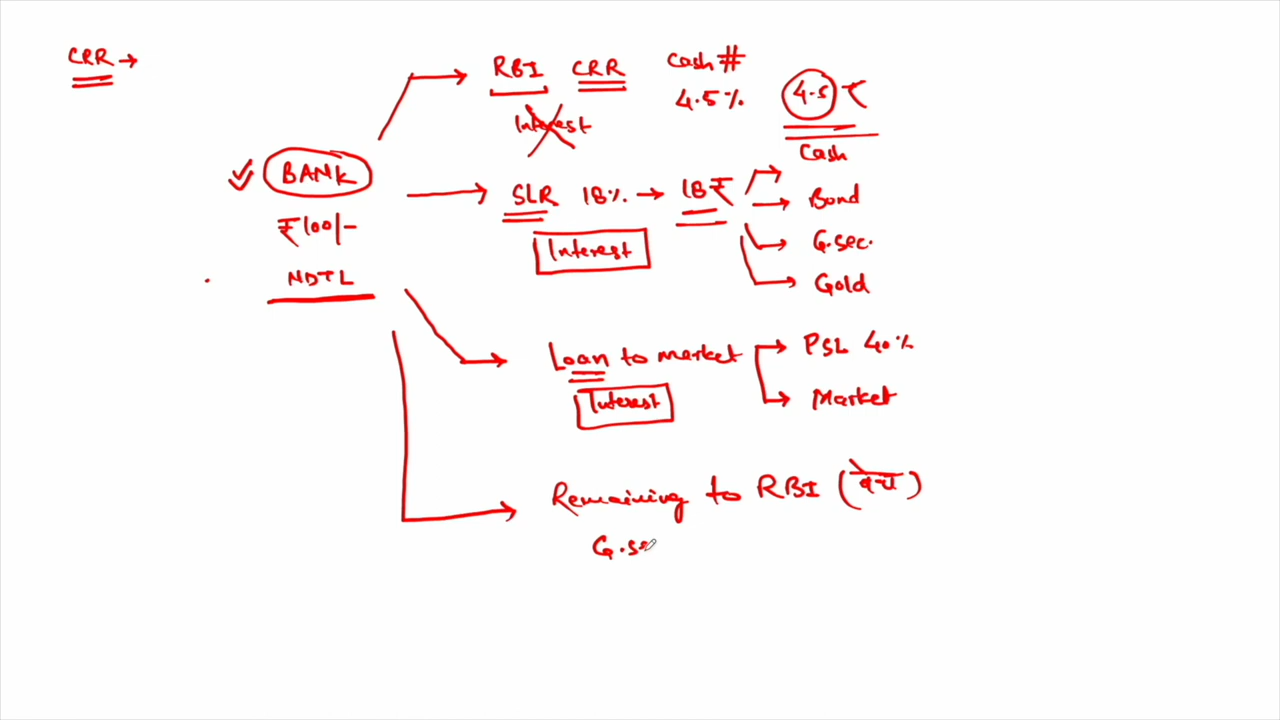 CRR →
RBI CRR Cash #
4.5% 4.5 ₹
Interest
Cash
BANK
SLR 18% → 18 ₹
Bond
₹100/-
Interest
G.sec.
NDTL
Gold
Loan to market
PSL 40%
Interest
Market
Remaining to RBI (
G.se